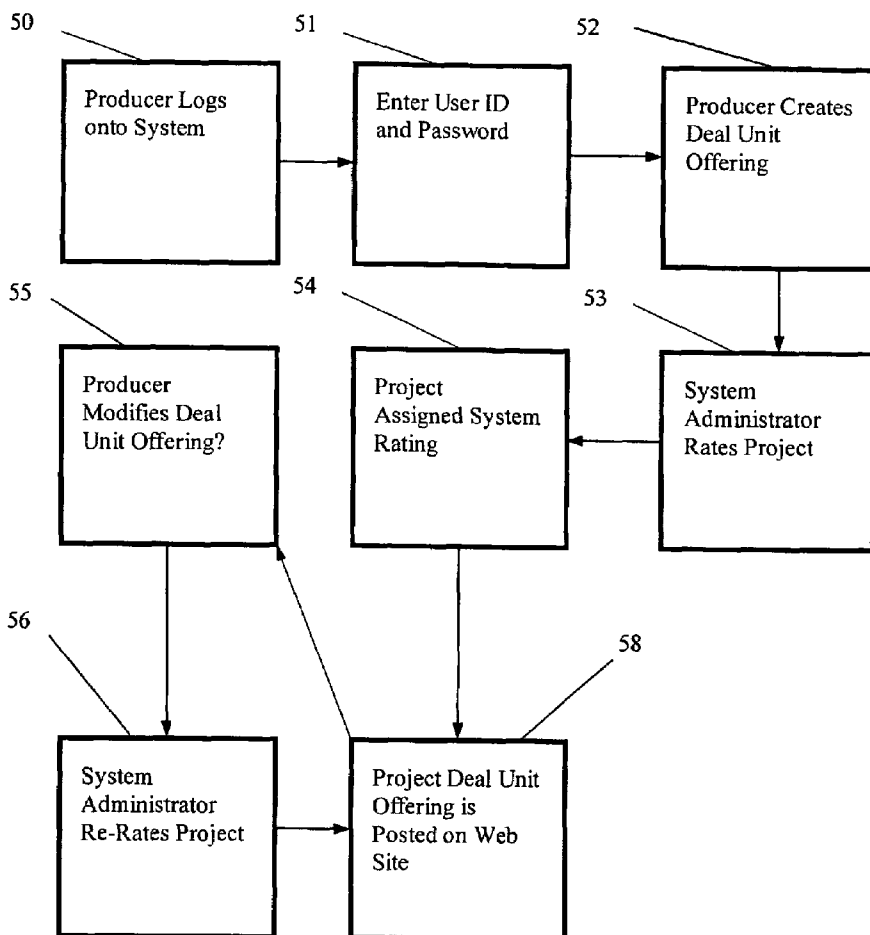 50
Producer Logs
onto System
51
Enter User ID
and Password
52
Producer Creates
Deal Unit
Offering
53
System
Administrator
Rates Project
54
Project
Assigned System
Rating
55
Producer
Modifies Deal
Unit Offering?
56
System
Administrator
Re-Rates Project
58
Project Deal Unit
Offering is
Posted on Web
Site